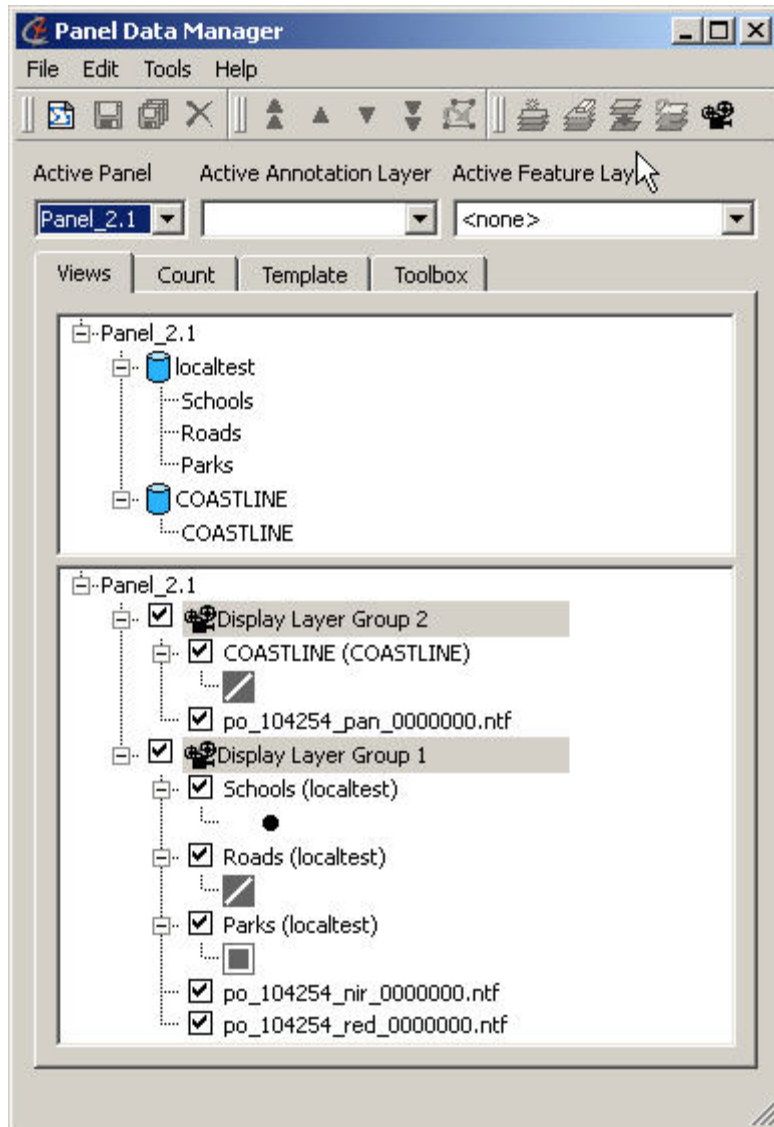 Panel Data Manager
File Edit Tools Help
Active Panel Active Annotation Layer Active Feature Lay
Panel_2.1 <none>
Views Count Template Toolbox
Panel_2.1
localtest
Schools
Roads
Parks
COASTLINE
COASTLINE
Panel_2.1
Display Layer Group 2
COASTLINE (COASTLINE)
po_104254_pan_0000000.ntf
Display Layer Group 1
Schools (localtest)
Roads (localtest)
Parks (localtest)
po_104254_nir_0000000.ntf
po_104254_red_0000000.ntf